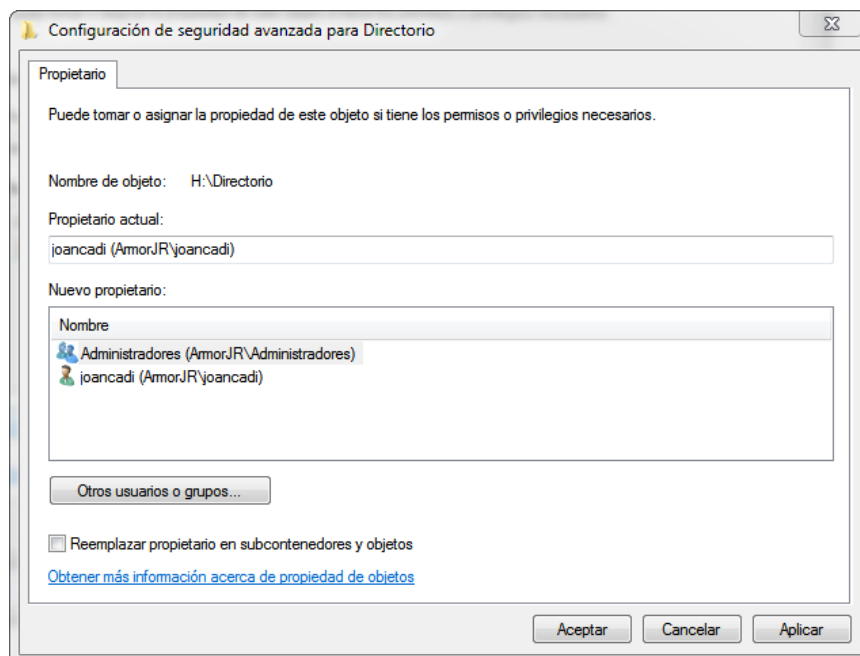 Configuración de seguridad avanzada para Directorio
Propietario
Puede tomar o asignar la propiedad de este objeto si tiene los permisos o privilegios necesarios.
Nombre de objeto: H:\Directorio
Propietario actual:
joancadi (ArmorJR\joancadi)
Nuevo propietario:
Nombre
Administradores (ArmorJR\Administradores)
joancadi (ArmorJR\joancadi)
Otros usuarios o grupos...
Reemplazar propietario en subcontenedores y objetos
Obtener más información acerca de propiedad de objetos
Aceptar Cancelar Aplicar